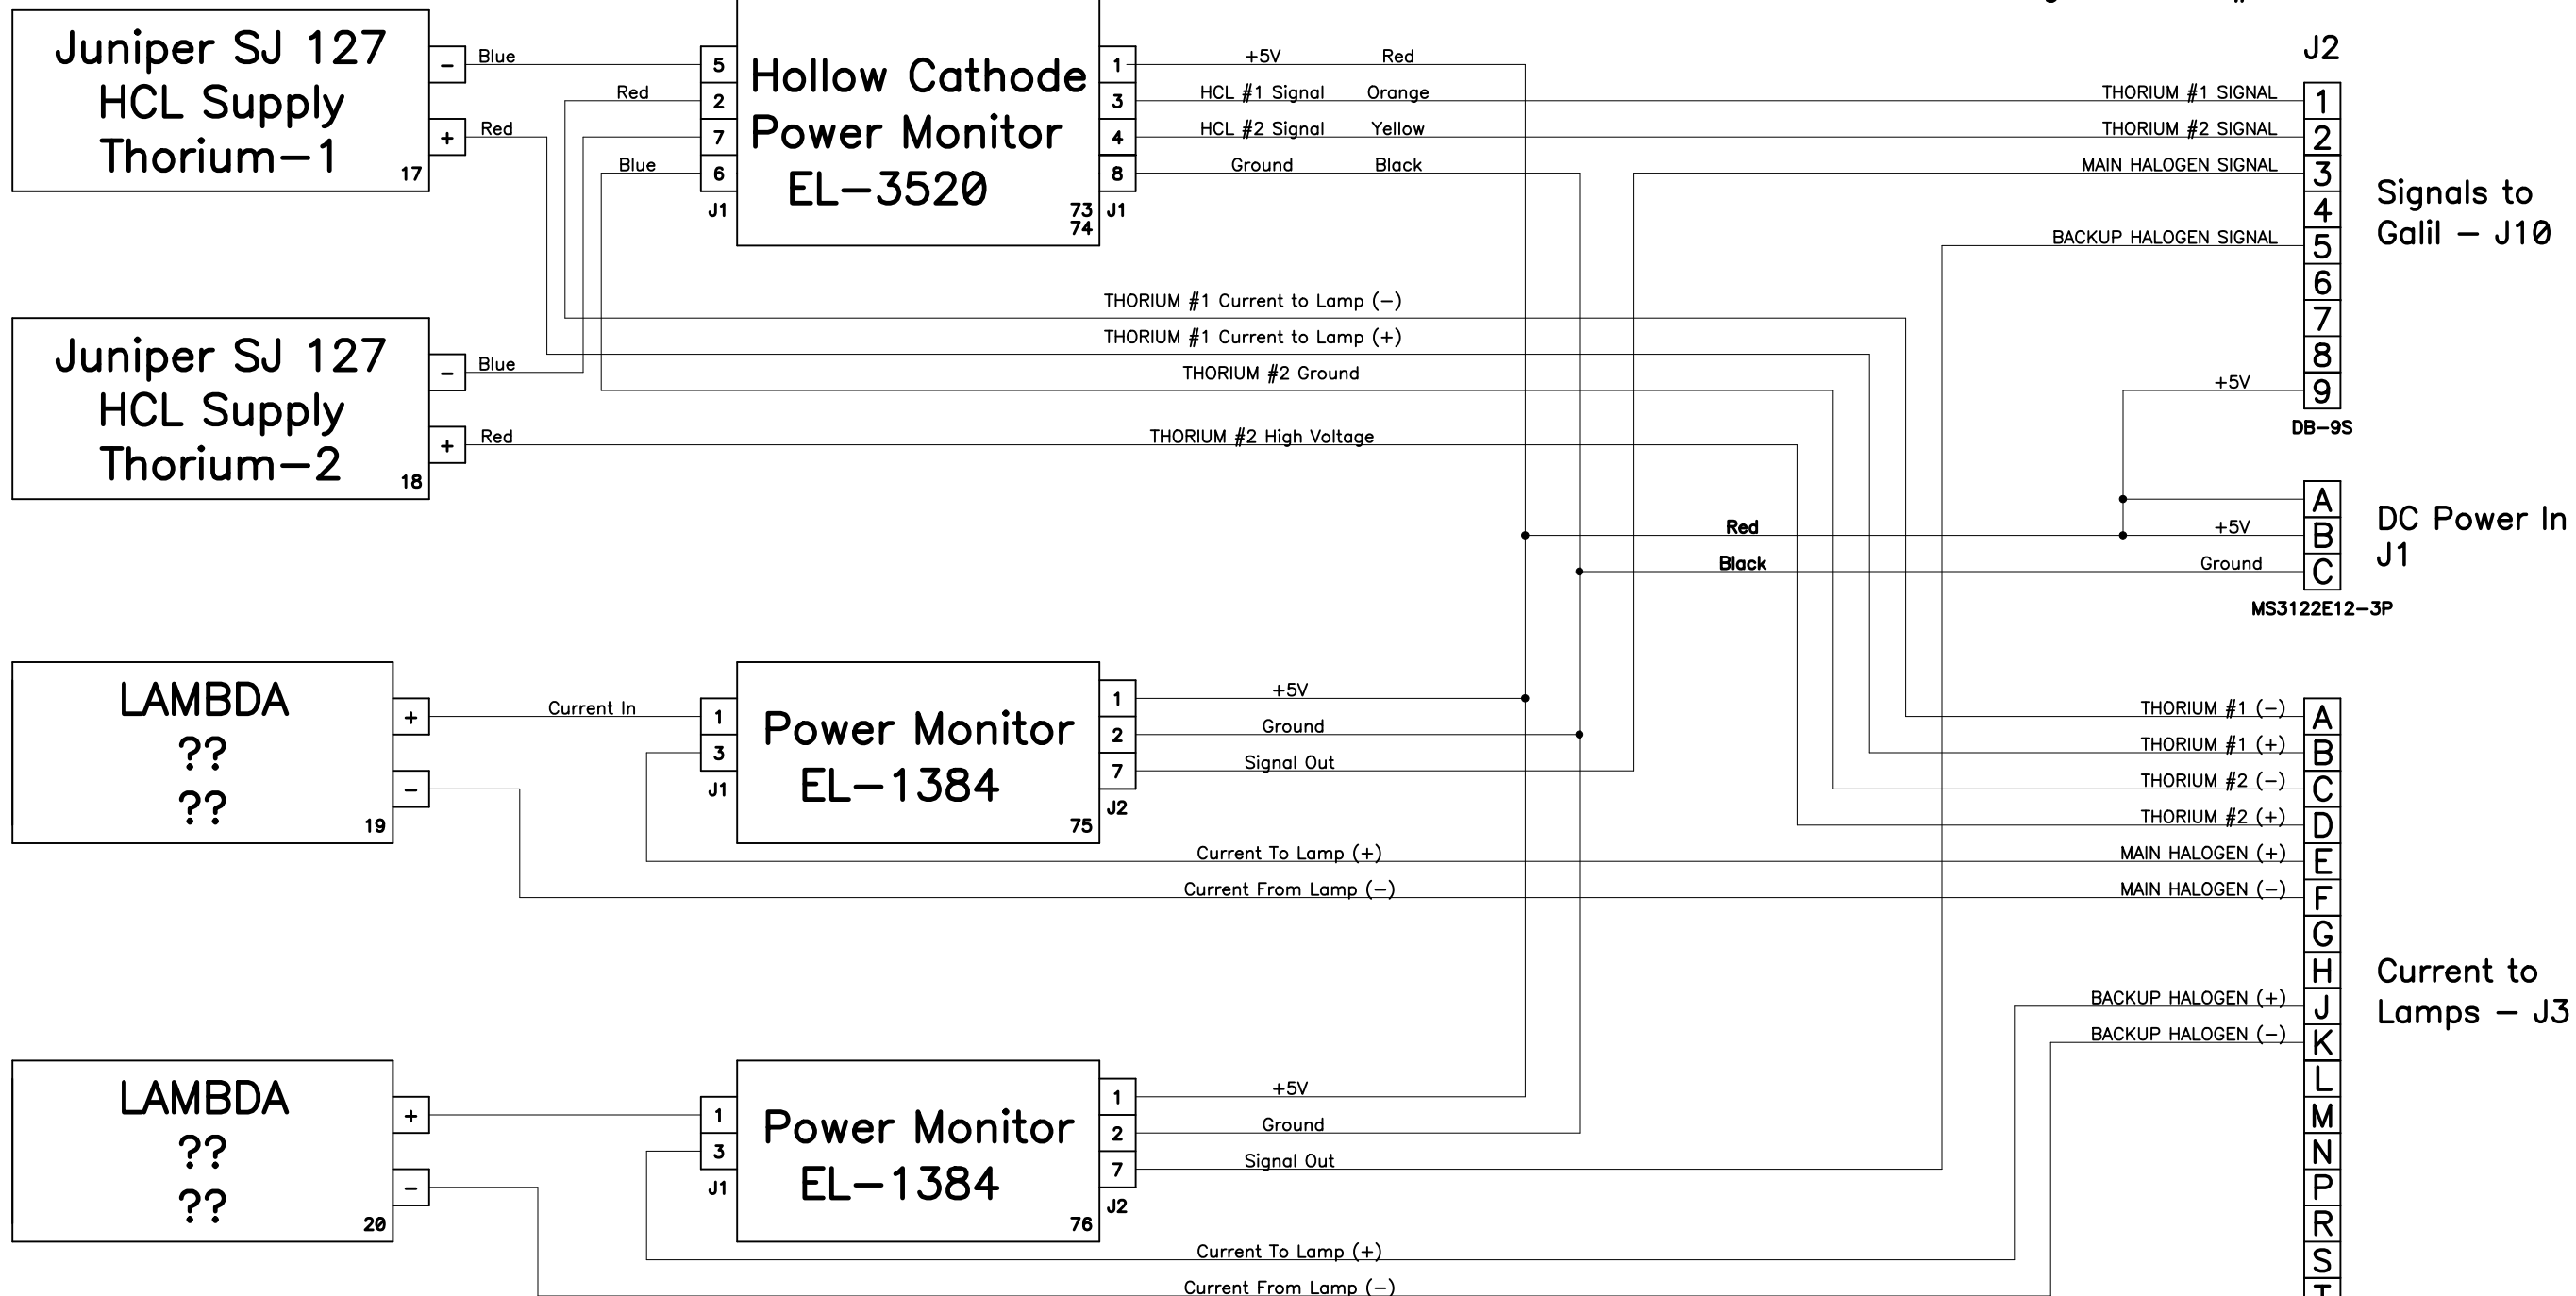 Juniper SJ 127
HCL Supply
Thorium-1
17
-
+
Blue
Red
Red
Blue
5
2
7
6
J1
Hollow Cathode
Power Monitor
EL-3520
73
74
1
3
4
8
J1
+5V Red
HCL #1 Signal Orange
HCL #2 Signal Yellow
Ground Black
THORIUM #1 Current to Lamp (-)
THORIUM #1 Current to Lamp (+)
THORIUM #2 Ground
THORIUM #2 High Voltage
Juniper SJ 127
HCL Supply
Thorium-2
18
-
+
Blue
Red
J2
THORIUM #1 SIGNAL 1
THORIUM #2 SIGNAL 2
MAIN HALOGEN SIGNAL 3
4
BACKUP HALOGEN SIGNAL 5
6
7
8
+5V 9
DB-9S
Signals to
Galil - J10
A
Red +5V B
Black Ground C
MS3122E12-3P
DC Power In
J1
LAMBDA
??
??
19
+
-
Current In
1
3
J1
Power Monitor
EL-1384
75
1
2
7
J2
+5V
Ground
Signal Out
Current To Lamp (+)
Current From Lamp (-)
LAMBDA
??
??
20
+
-
1
3
J1
Power Monitor
EL-1384
76
1
2
7
J2
+5V
Ground
Signal Out
Current To Lamp (+)
Current From Lamp (-)
THORIUM #1 (-) A
THORIUM #1 (+) B
THORIUM #2 (-) C
THORIUM #2 (+) D
MAIN HALOGEN (+) E
MAIN HALOGEN (-) F
G
H
BACKUP HALOGEN (+) J
BACKUP HALOGEN (-) K
L
M
N
P
R
S
T
Current to
Lamps - J3